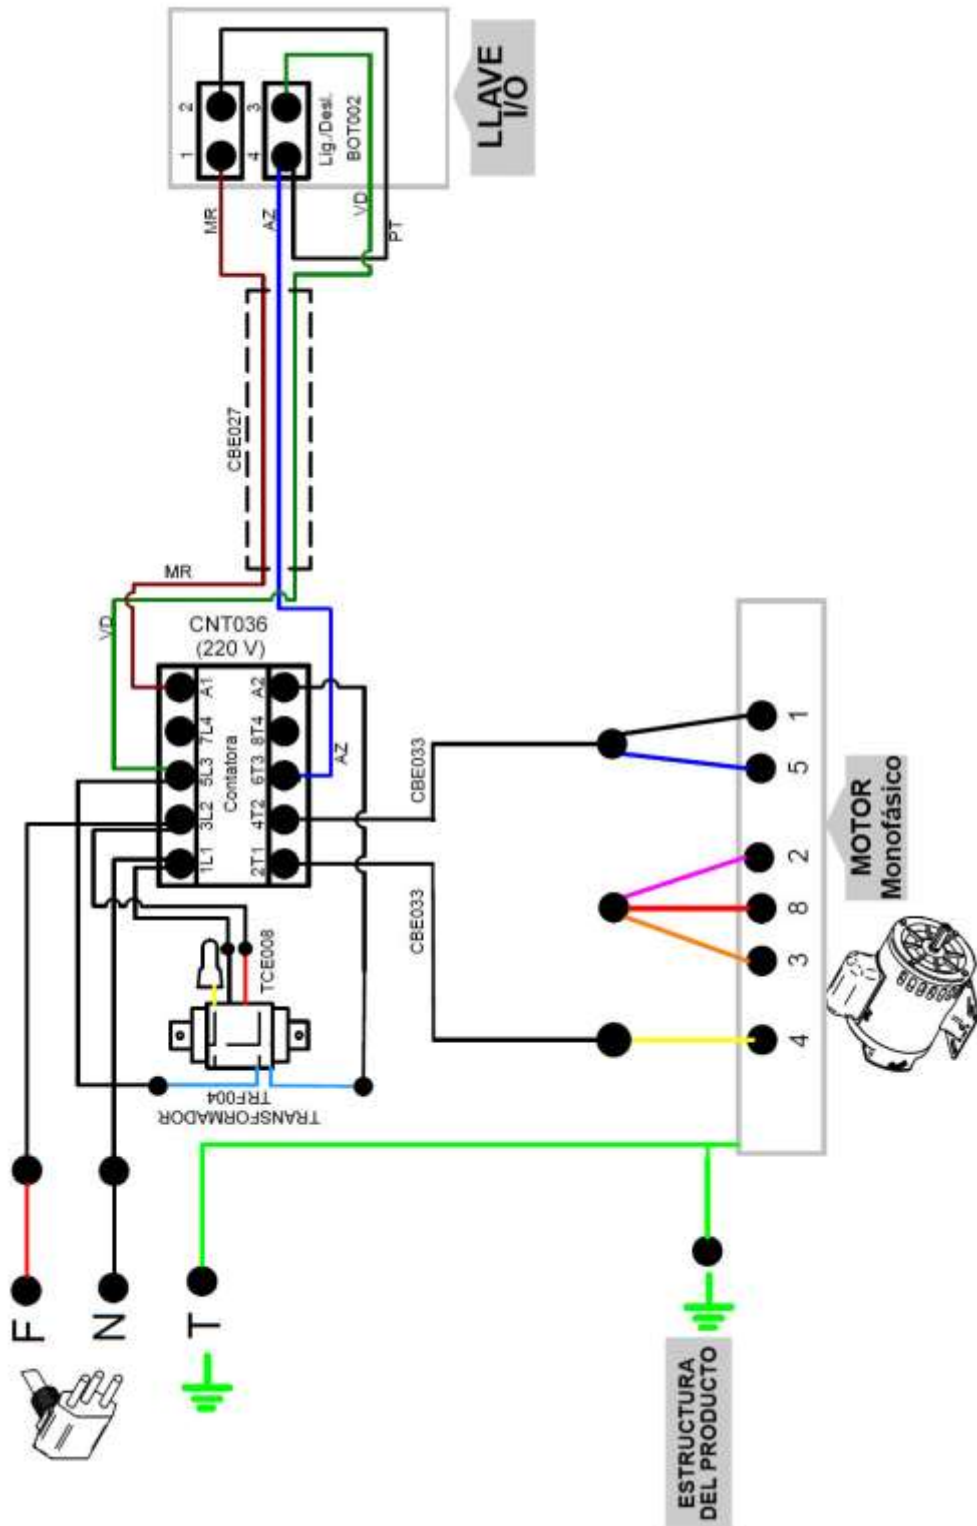 LLAVE
I/O
2
1
3
4
Lig./Desl.
BOT002
MR
AZ
VD
PT
CBE027
MR
VD
CNT036
(220 V)
A1
7L4
5L3
3L2
1L1
Contatora
A2
8T4
6T3
4T2
2T1
AZ
CBE033
CBE033
TCE008
TRANSFORMADOR
TRF004
1
5
2
8
3
4
MOTOR
Monofásico
F
N
T
ESTRUCTURA
DEL PRODUCTO